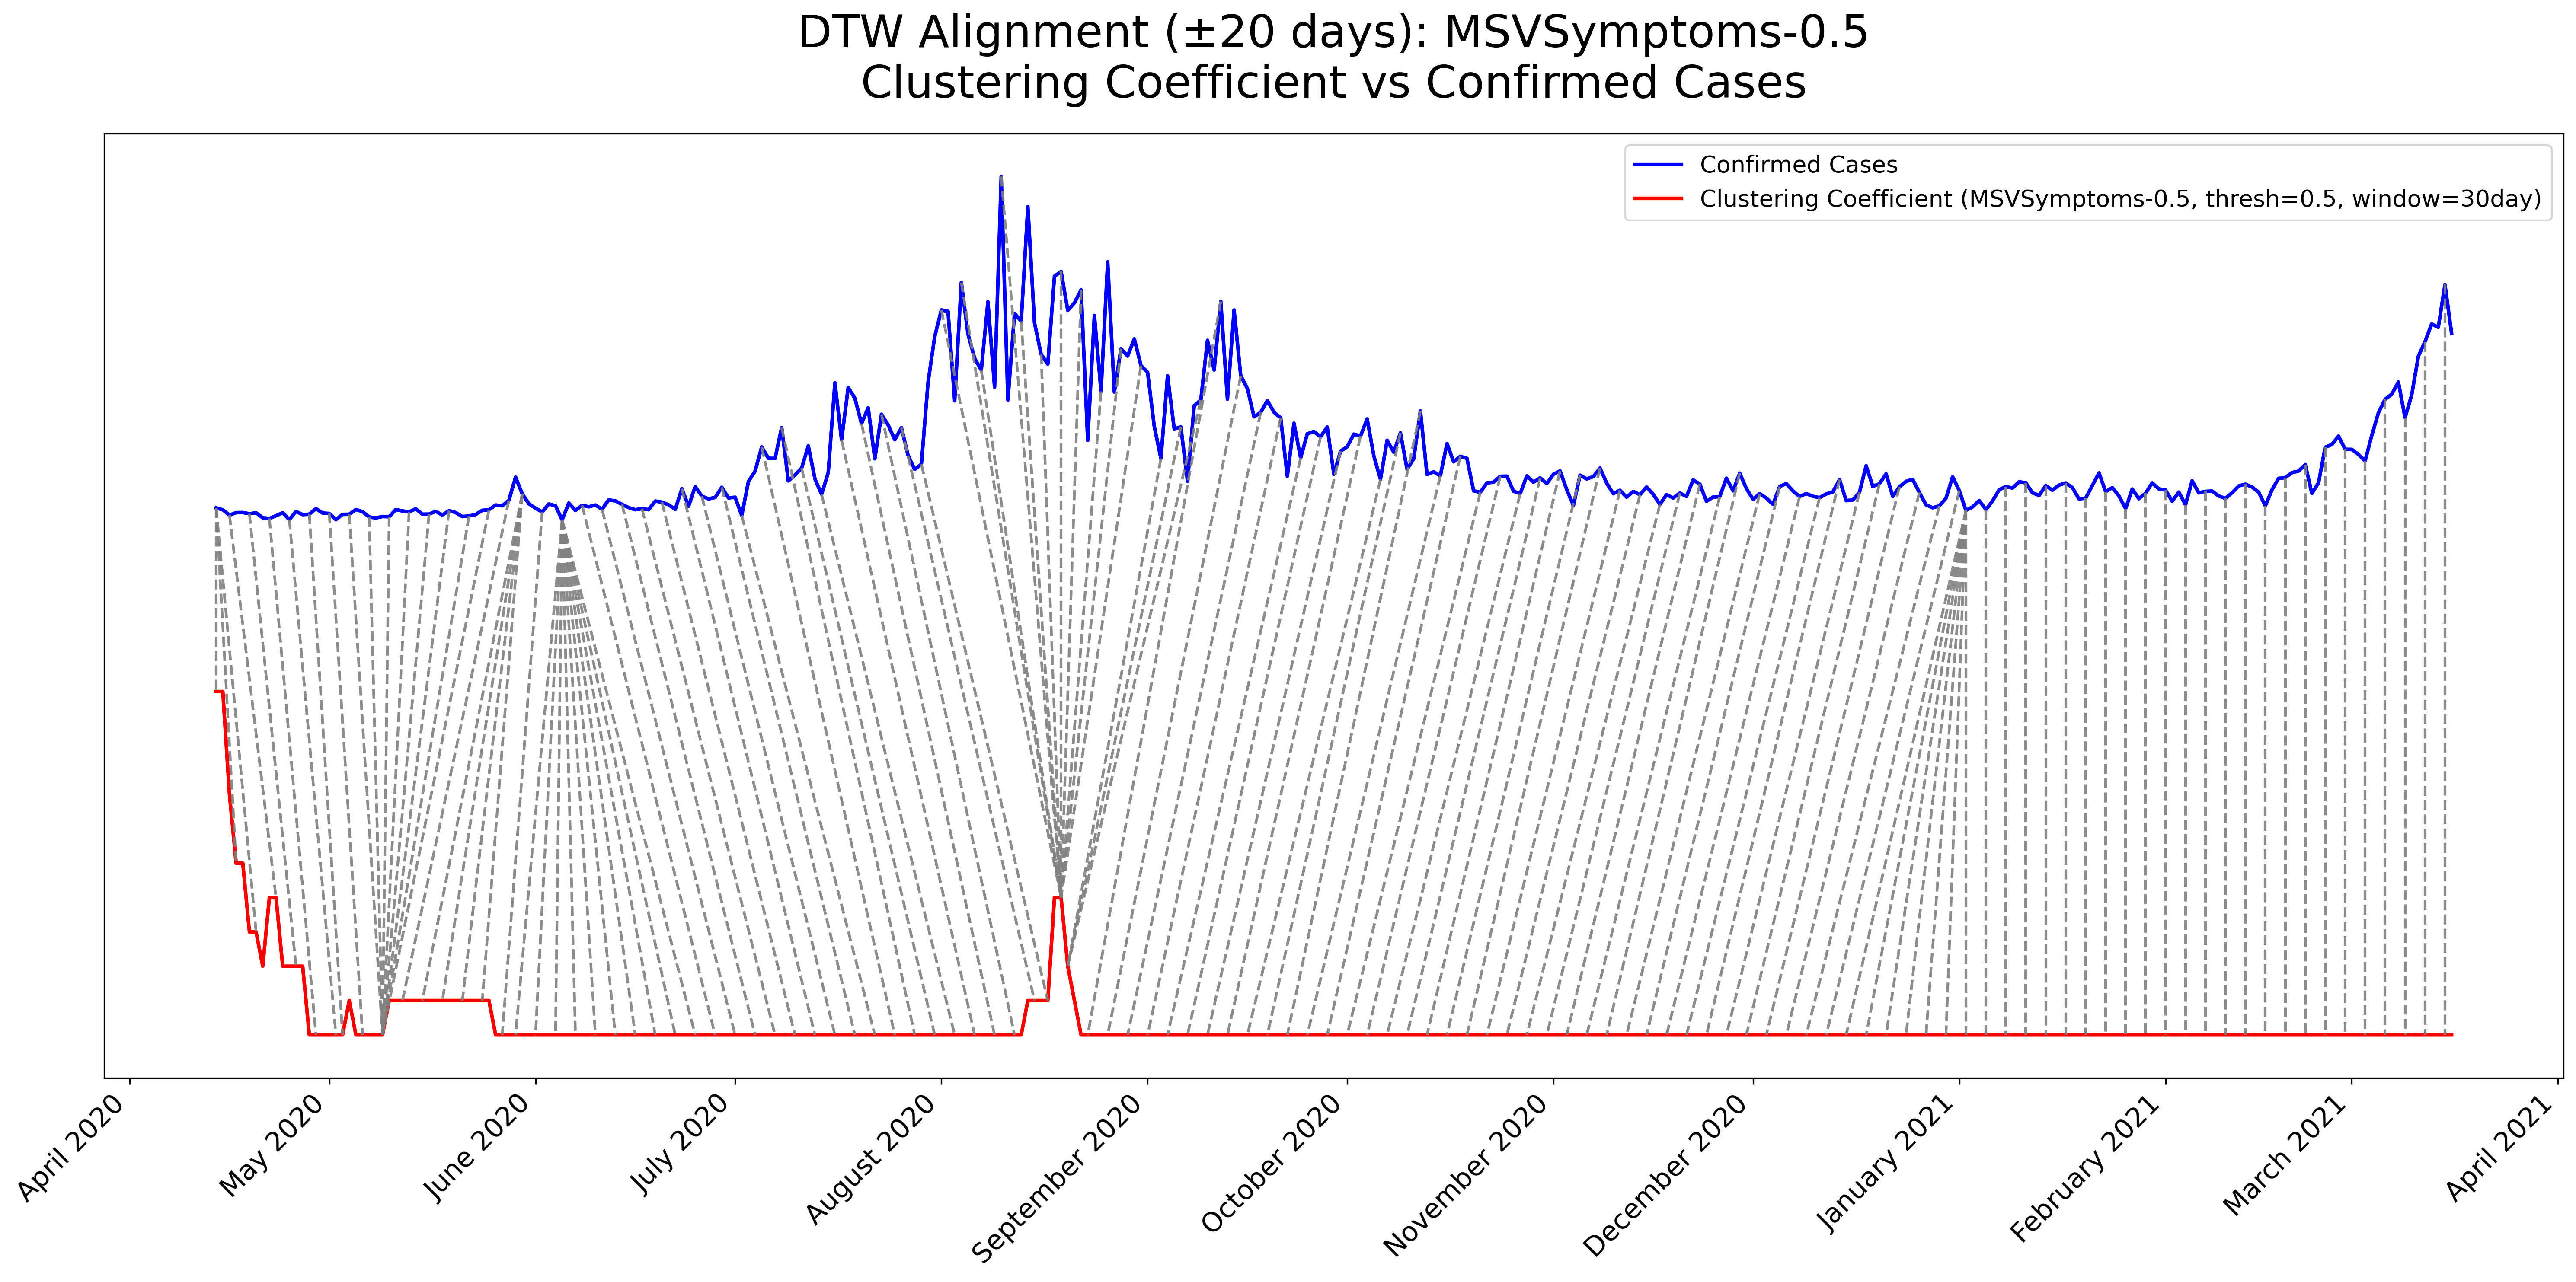 DTW Alignment (±20 days): MSVSymptoms-0.5
Clustering Coefficient vs Confirmed Cases
Confirmed Cases
Clustering Coefficient (MSVSymptoms-0.5, thresh=0.5, window=30day)
April 2020
May 2020
June 2020
July 2020
August 2020
September 2020
October 2020
November 2020
December 2020
January 2021
February 2021
March 2021
April 2021